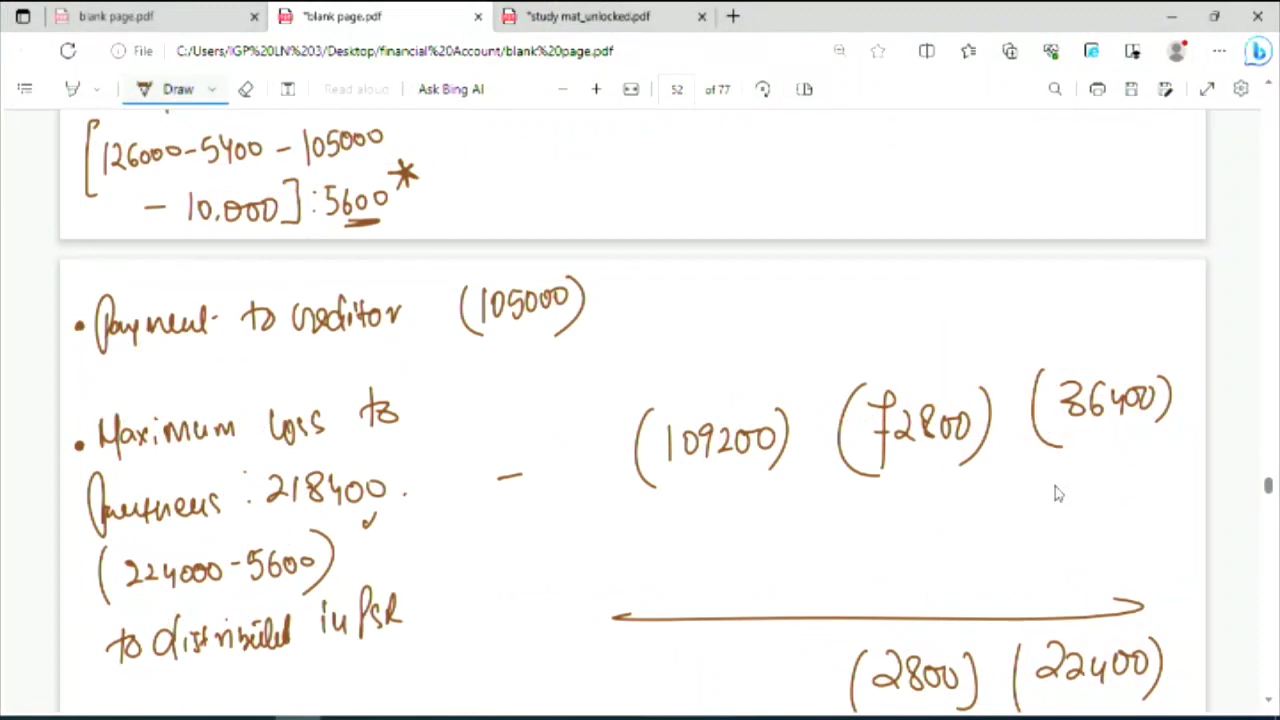 blank page.pdf
*blank page.pdf
*study mat_unlocked.pdf
File C:/Users/IGP%20LN%203/Desktop/financial%20Account/blank%20page.pdf
Draw Read aloud Ask Bing AI 52 of 77
[126000-5400 - 105000
- 10,000] : 5600 *
• Payment to creditor (105000)
• Maximum loss to
Partners : 218400. - (109200) (72800) (36400)
(224000-5600)
to distributed in PSR
(2800) (22400)